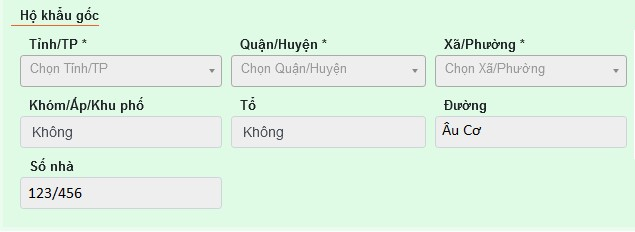 Hộ khẩu gốc
Tỉnh/TP * Quận/Huyện * Xã/Phường *
Chọn Tỉnh/TP Chọn Quận/Huyện Chọn Xã/Phường
Khóm/Ấp/Khu phố Tổ Đường
Không Không Âu Cơ
Số nhà
123/456